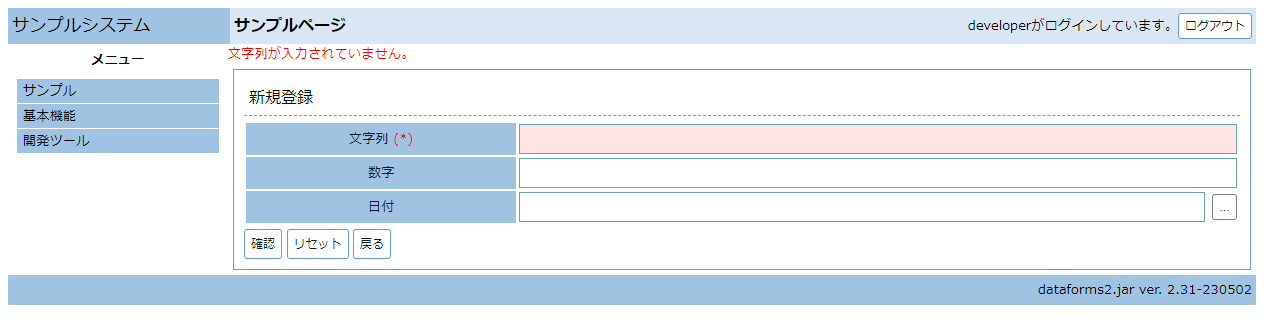 サンプルシステム
サンプルページ
developerがログインしています。 ログアウト
メニュー
サンプル
基本機能
開発ツール
文字列が入力されていません。
新規登録
文字列 (*)
数字
日付 ...
確認 リセット 戻る
dataforms2.jar ver. 2.31-230502